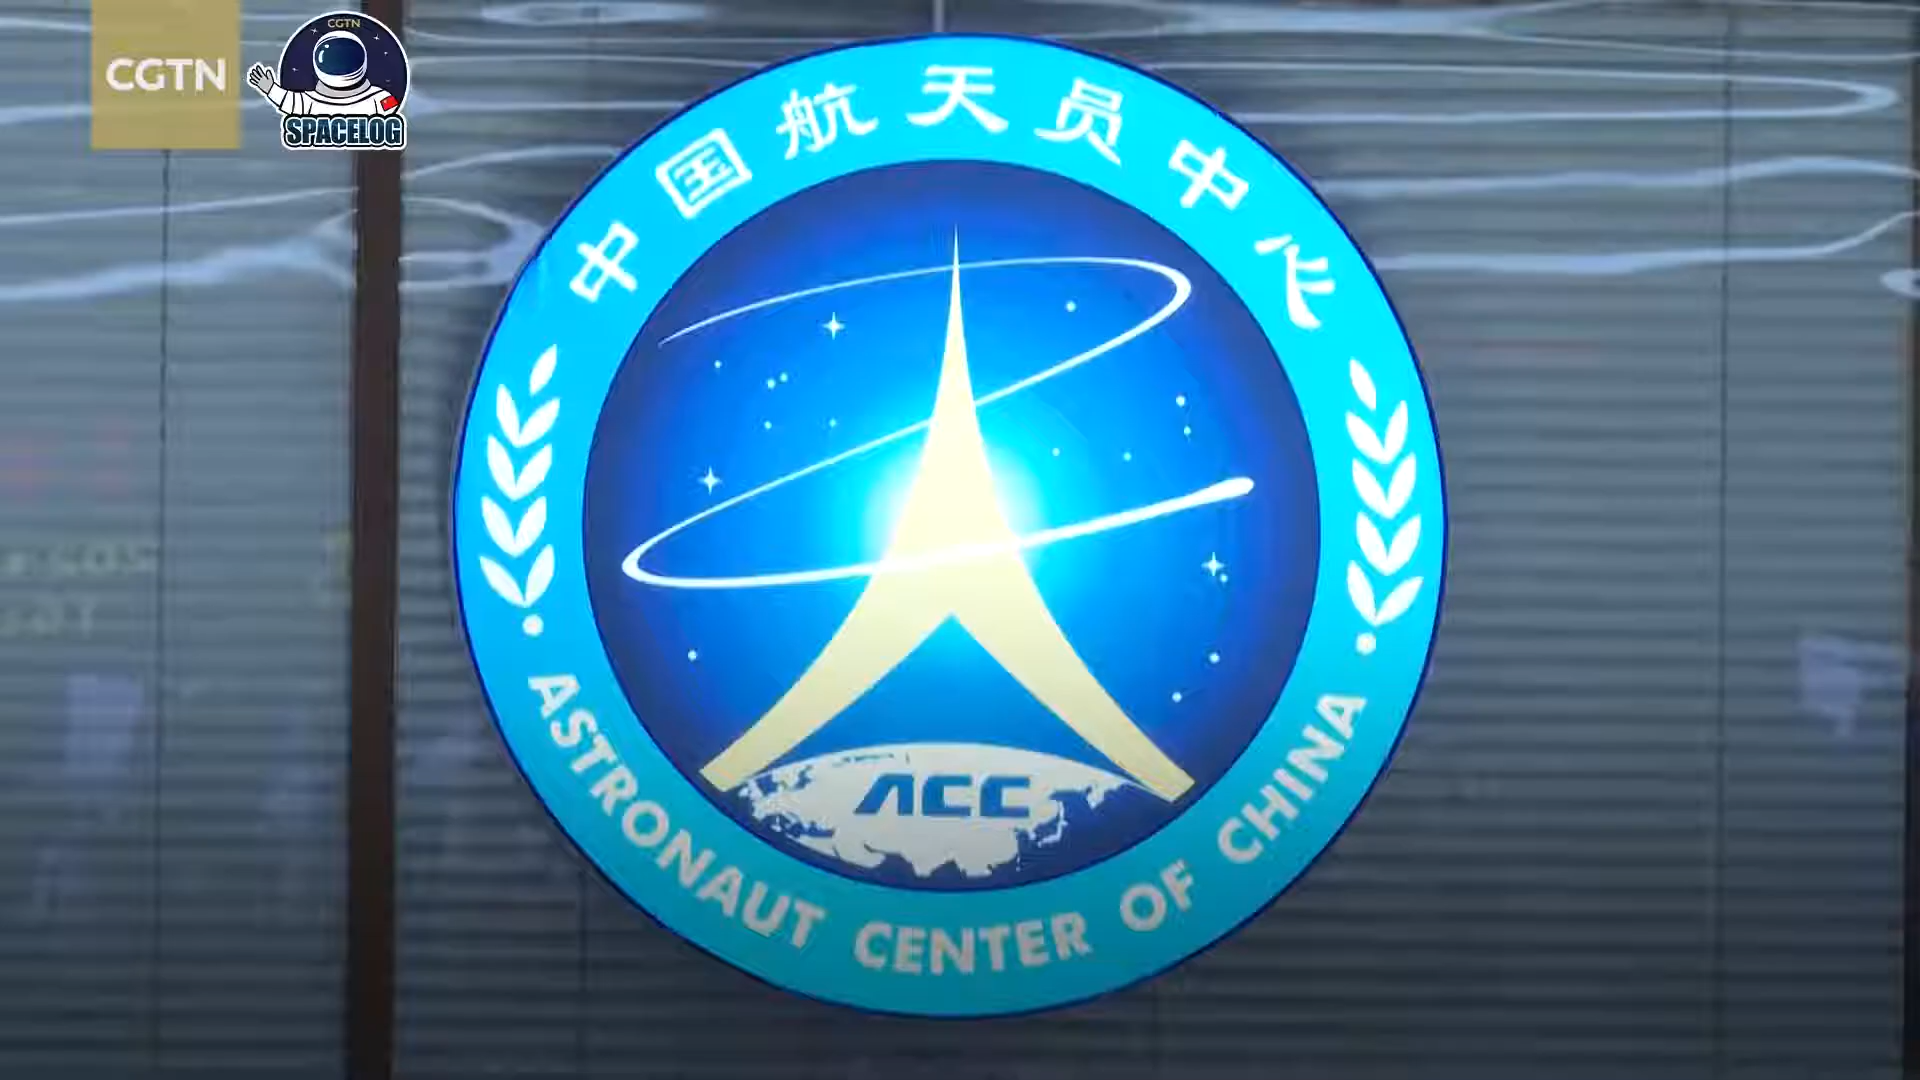 CGTN
CGTN
SPACELOG
中国航天员中心
ACC
ASTRONAUT CENTER OF CHINA